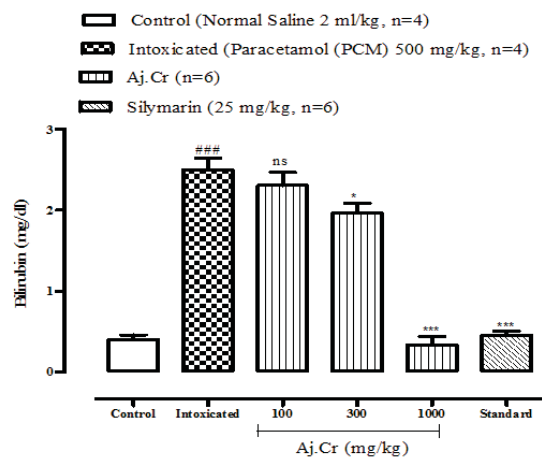 Control (Normal Saline 2 ml/kg, n=4)
Intoxicated (Paracetamol (PCM) 500 mg/kg, n=4)
Aj.Cr (n=6)
Silymarin (25 mg/kg, n=6)
3
2
1
0
Bilirubin (mg/dl)
###
ns
*
***
***
Control Intoxicated 100 300 1000 Standard
Aj.Cr (mg/kg)